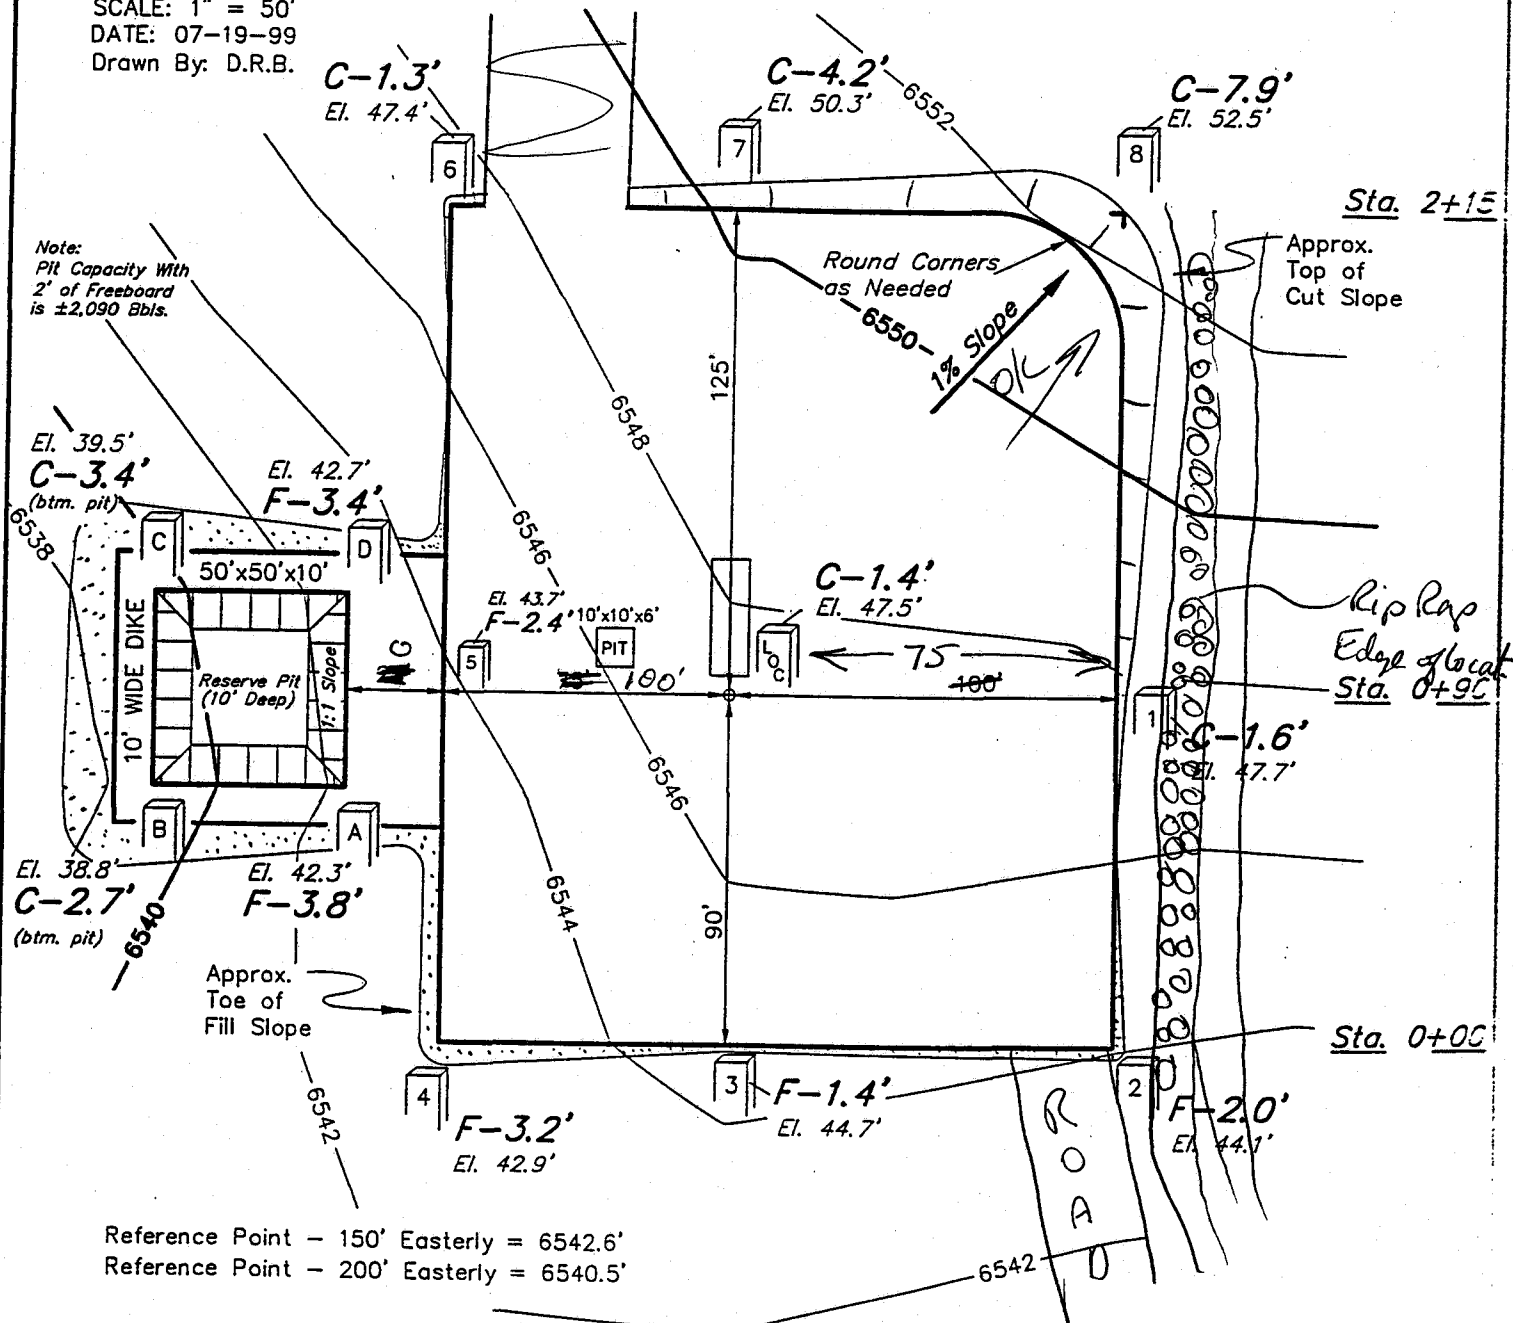 SCALE: 1" = 50'
DATE: 07-19-99
Drawn By: D.R.B.
C-1.3'
El. 47.4'
C-4.2'
El. 50.3'
C-7.9'
El. 52.5'
6552
6
7
8
Sta. 2+15
Note:
Pit Capacity With
2' of Freeboard
is ±2,090 Bbls.
Round Corners
as Needed
Approx.
Top of
Cut Slope
6550
1% Slope
OK
125'
6548
El. 39.5'
C-3.4'
(btm. pit)
El. 42.7'
F-3.4'
6538
C
D
6546
50'x50'x10'
10' WIDE DIKE
Reserve Pit
(10' Deep)
1:1 Slope
El. 43.7'
F-2.4'
5
10'x10'x6'
PIT
C-1.4'
El. 47.5'
LOC
75
100'
100'
Rip Rap
Edge of locat
Sta. 0+90
1
C-1.6'
El. 47.7'
6546
B
A
El. 38.8'
C-2.7'
(btm. pit)
6540
El. 42.3'
F-3.8'
6544
90'
Approx.
Toe of
Fill Slope
Sta. 0+00
4
3
2
F-3.2'
El. 42.9'
F-1.4'
El. 44.7'
F-2.0'
El. 44.1'
6542
ROAD
Reference Point - 150' Easterly = 6542.6'
Reference Point - 200' Easterly = 6540.5'
6542